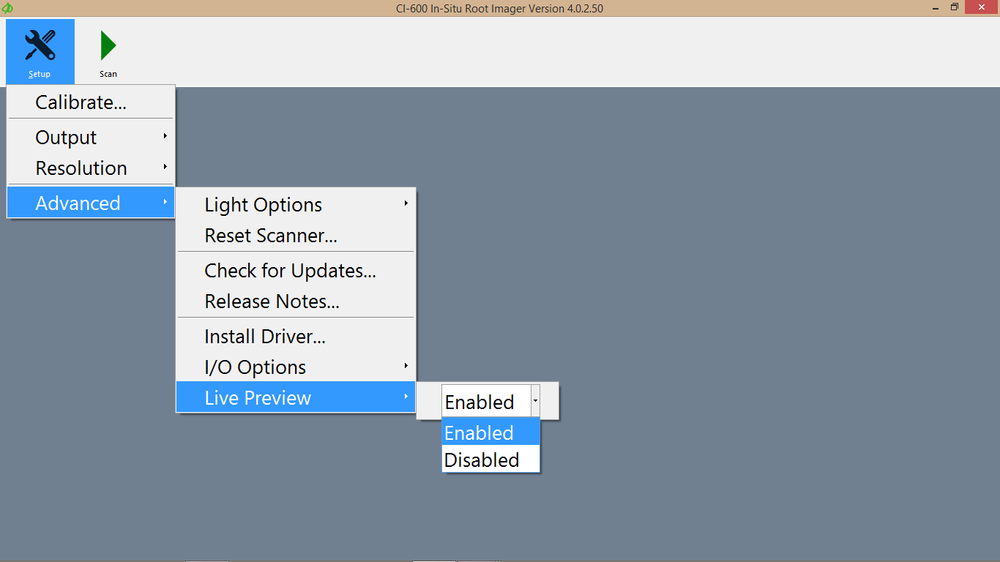 CI-600 In-Situ Root Imager Version 4.0.2.50
Setup
Scan
Calibrate...
Output
Resolution
Advanced
Light Options
Reset Scanner...
Check for Updates...
Release Notes...
Install Driver...
I/O Options
Live Preview
Enabled
Enabled
Disabled